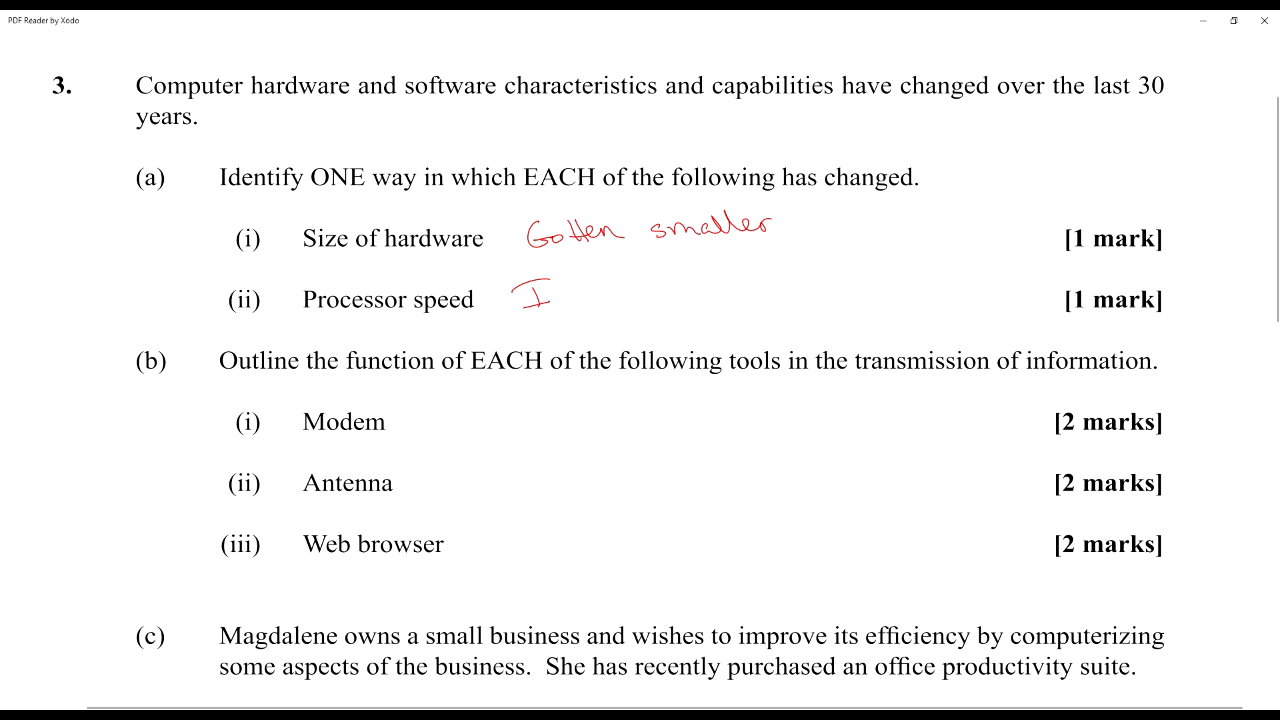 PDF Reader by Xodo
3. Computer hardware and software characteristics and capabilities have changed over the last 30
years.
(a) Identify ONE way in which EACH of the following has changed.
(i) Size of hardware Gotten smaller [1 mark]
(ii) Processor speed I [1 mark]
(b) Outline the function of EACH of the following tools in the transmission of information.
(i) Modem [2 marks]
(ii) Antenna [2 marks]
(iii) Web browser [2 marks]
(c) Magdalene owns a small business and wishes to improve its efficiency by computerizing
some aspects of the business. She has recently purchased an office productivity suite.